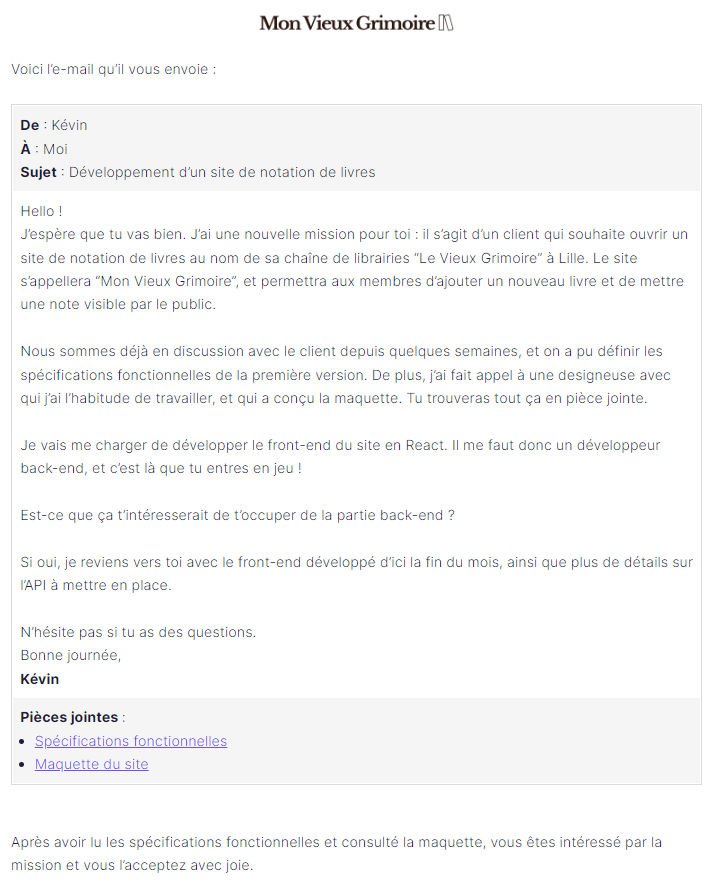 Mon Vieux Grimoire
Voici l’e-mail qu’il vous envoie :
De : Kévin
À : Moi
Sujet : Développement d’un site de notation de livres
Hello !
J’espère que tu vas bien. J’ai une nouvelle mission pour toi : il s’agit d’un client qui souhaite ouvrir un
site de notation de livres au nom de sa chaîne de librairies “Le Vieux Grimoire” à Lille. Le site
s’appellera “Mon Vieux Grimoire”, et permettra aux membres d’ajouter un nouveau livre et de mettre
une note visible par le public.
Nous sommes déjà en discussion avec le client depuis quelques semaines, et on a pu définir les
spécifications fonctionnelles de la première version. De plus, j’ai fait appel à une designeuse avec
qui j’ai l’habitude de travailler, et qui a conçu la maquette. Tu trouveras tout ça en pièce jointe.
Je vais me charger de développer le front-end du site en React. Il me faut donc un développeur
back-end, et c’est là que tu entres en jeu !
Est-ce que ça t’intéresserait de t’occuper de la partie back-end ?
Si oui, je reviens vers toi avec le front-end développé d’ici la fin du mois, ainsi que plus de détails sur
l’API à mettre en place.
N’hésite pas si tu as des questions.
Bonne journée,
Kévin
Pièces jointes :
• Spécifications fonctionnelles
• Maquette du site
Après avoir lu les spécifications fonctionnelles et consulté la maquette, vous êtes intéressé par la
mission et vous l’acceptez avec joie.